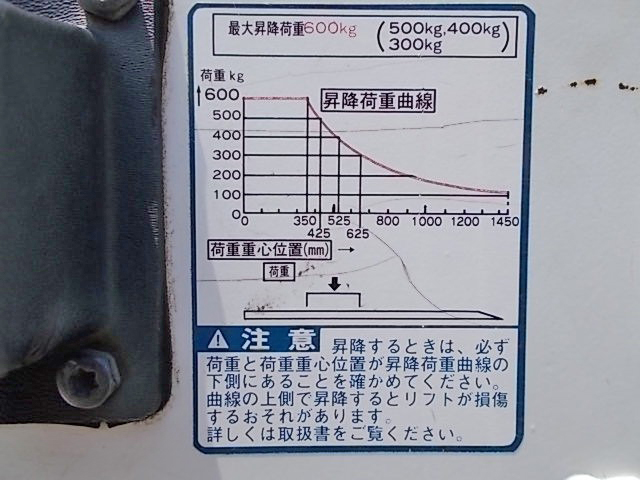 最大昇降荷重600kg (500kg,400kg
300kg)
荷重kg
昇降荷重曲線
600
500
400
300
200
100
0
0 350 525 800 1000 1200 1450
425 625
荷重重心位置(mm) →
荷重
注意 昇降するときは、必ず
荷重と荷重重心位置が昇降荷重曲線の
下側にあることを確かめてください。
曲線の上側で昇降するとリフトが損傷
するおそれがあります。
詳しくは取扱書をご覧ください。